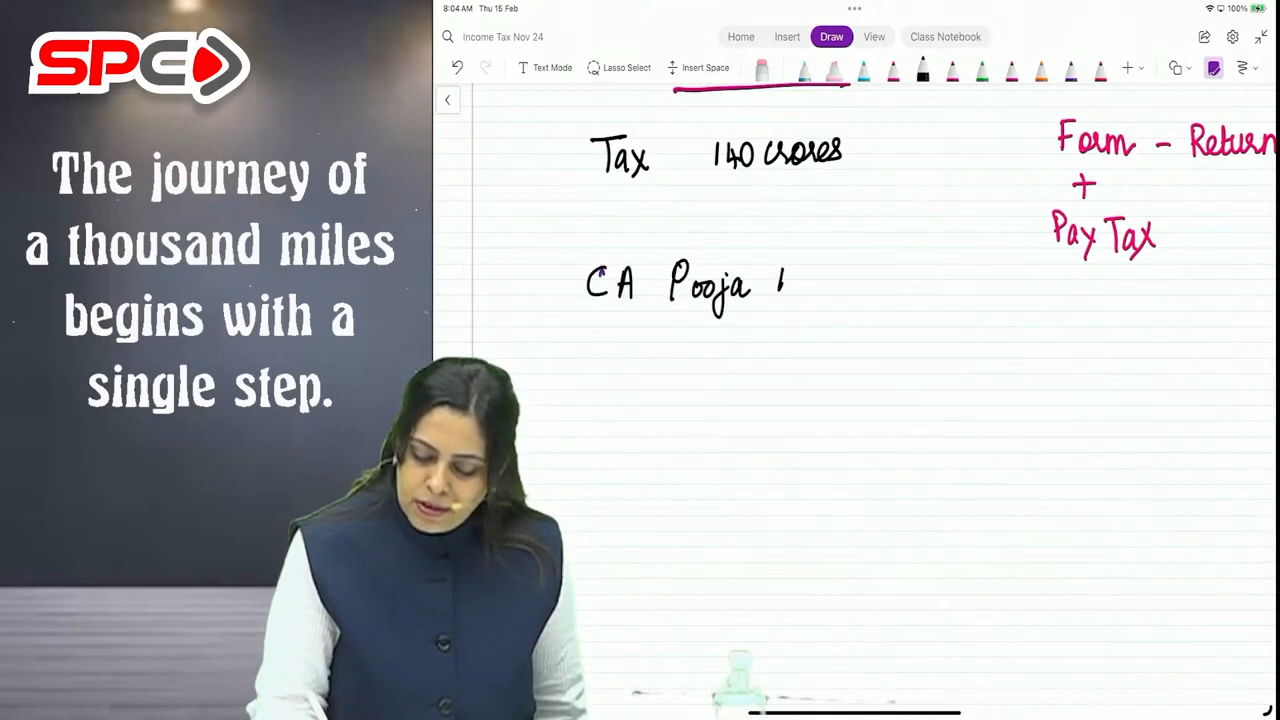 SPC
The journey of
a thousand miles
begins with a
single step.
8:04 AM Thu 15 Feb
100%
Income Tax Nov 24
Home Insert Draw View Class Notebook
Text Mode Lasso Select Insert Space
Tax 140 crores
Form - Return
+
Pay Tax
CA Pooja